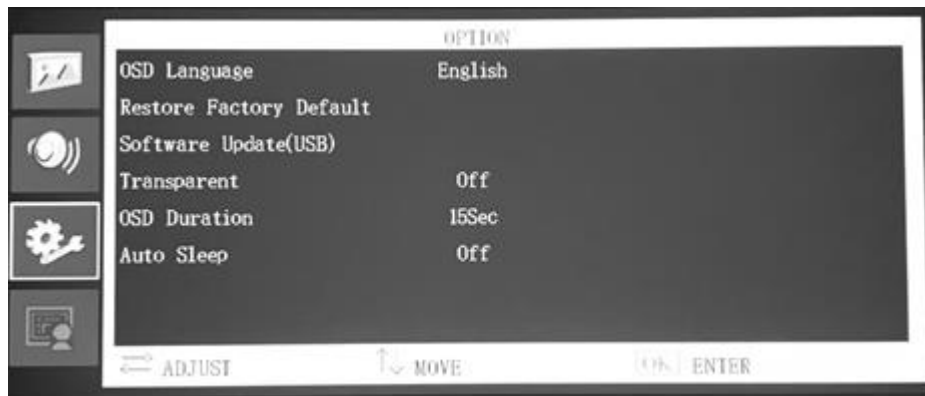 OPTION
OSD Language English
Restore Factory Default
Software Update(USB)
Transparent Off
OSD Duration 15Sec
Auto Sleep Off
ADJUST MOVE OK ENTER